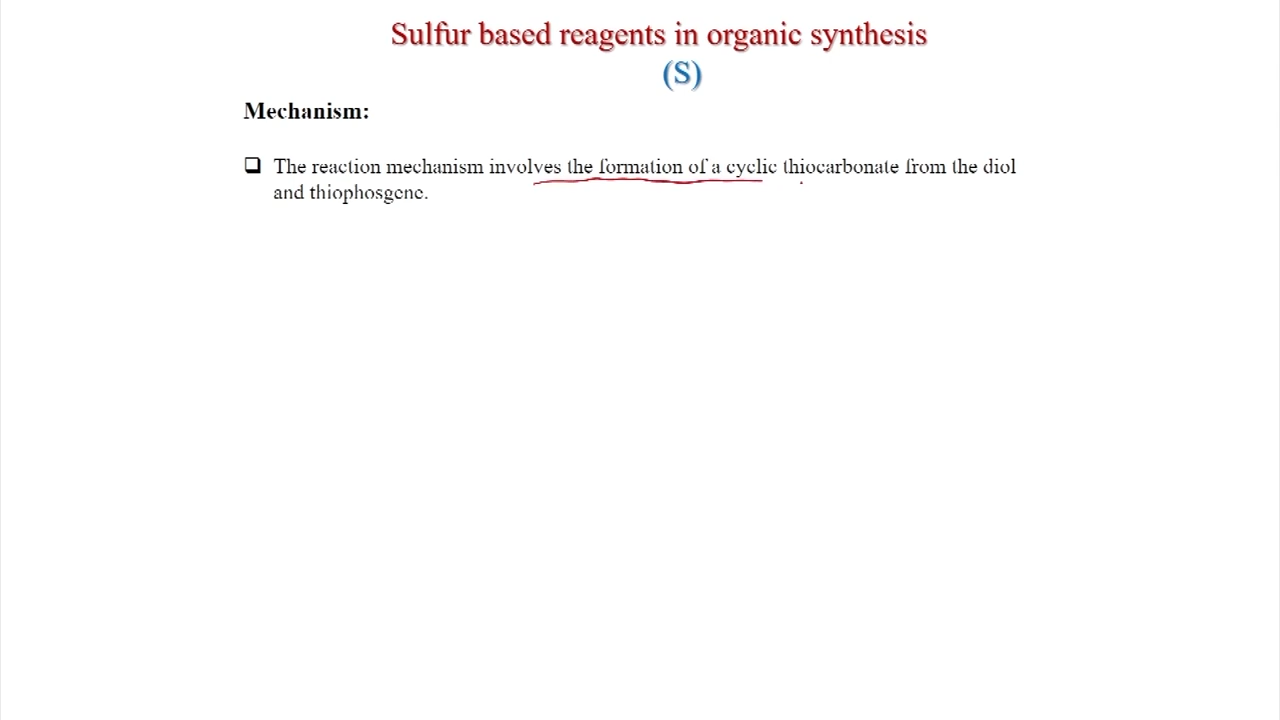 Sulfur based reagents in organic synthesis
(S)
Mechanism:
The reaction mechanism involves the formation of a cyclic thiocarbonate from the diol
and thiophosgene.